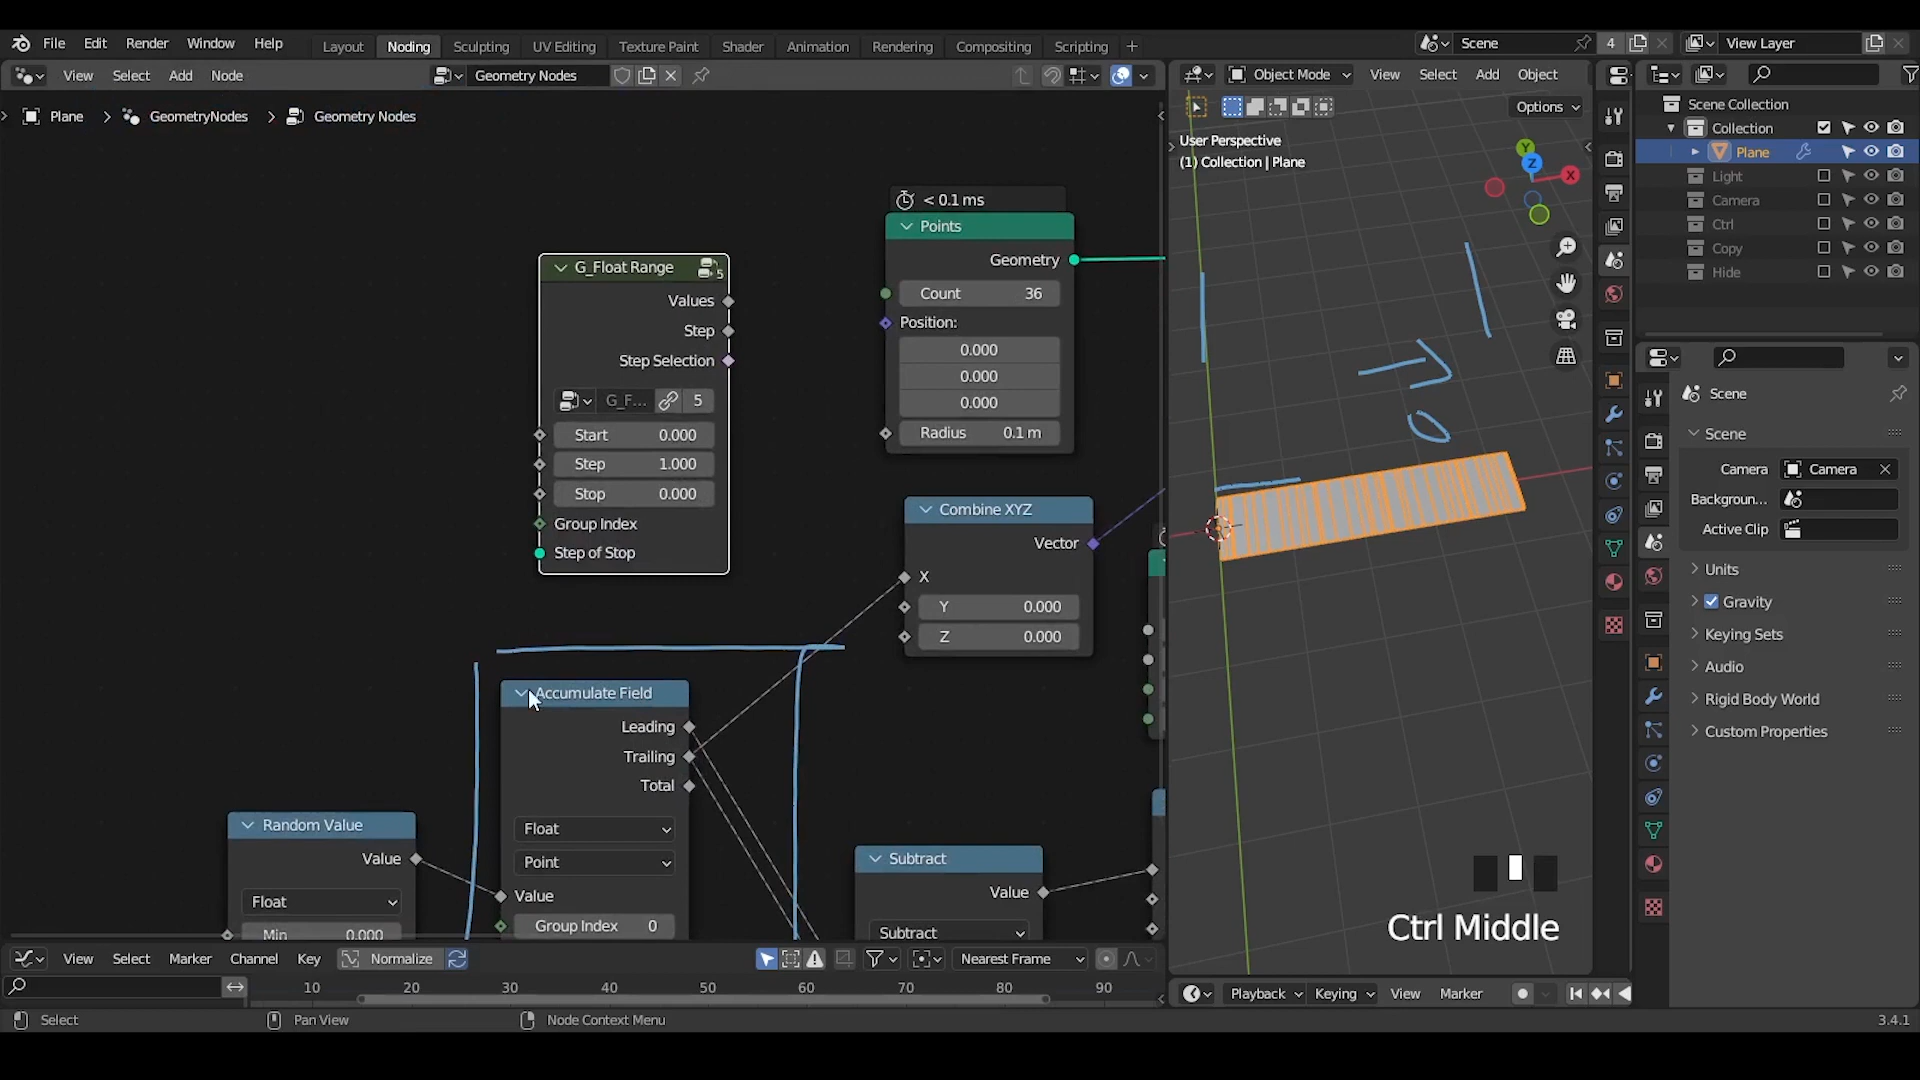 File Edit Render Window Help Layout Noding Sculpting UV Editing Texture Paint Shader Animation Rendering Compositing Scripting + Scene 4 View Layer
View Select Add Node Geometry Nodes Object Mode View Select Add Object
Plane > GeometryNodes > Geometry Nodes
Options
User Perspective
(1) Collection | Plane
Y
Z
X
< 0.1 ms
Points
Geometry
Count 36
Position:
0.000
0.000
0.000
Radius 0.1 m
G_Float Range 5
Values
Step
Step Selection
G_F... 5
Start 0.000
Step 1.000
Stop 0.000
Group Index
Step of Stop
Combine XYZ
Vector
X
Y 0.000
Z 0.000
Accumulate Field
Leading
Trailing
Total
Float
Point
Value
Group Index 0
Random Value
Value
Float
Min 0.000
Subtract
Value
Subtract
Scene Collection
Collection
Plane
Light
Camera
Ctrl
Copy
Hide
Scene
Scene
Camera Camera
Backgroun...
Active Clip
Units
Gravity
Keying Sets
Audio
Rigid Body World
Custom Properties
Ctrl Middle
View Select Marker Channel Key Normalize Nearest Frame
10 20 30 40 50 60 70 80 90
Playback Keying View Marker
Select Pan View Node Context Menu 3.4.1